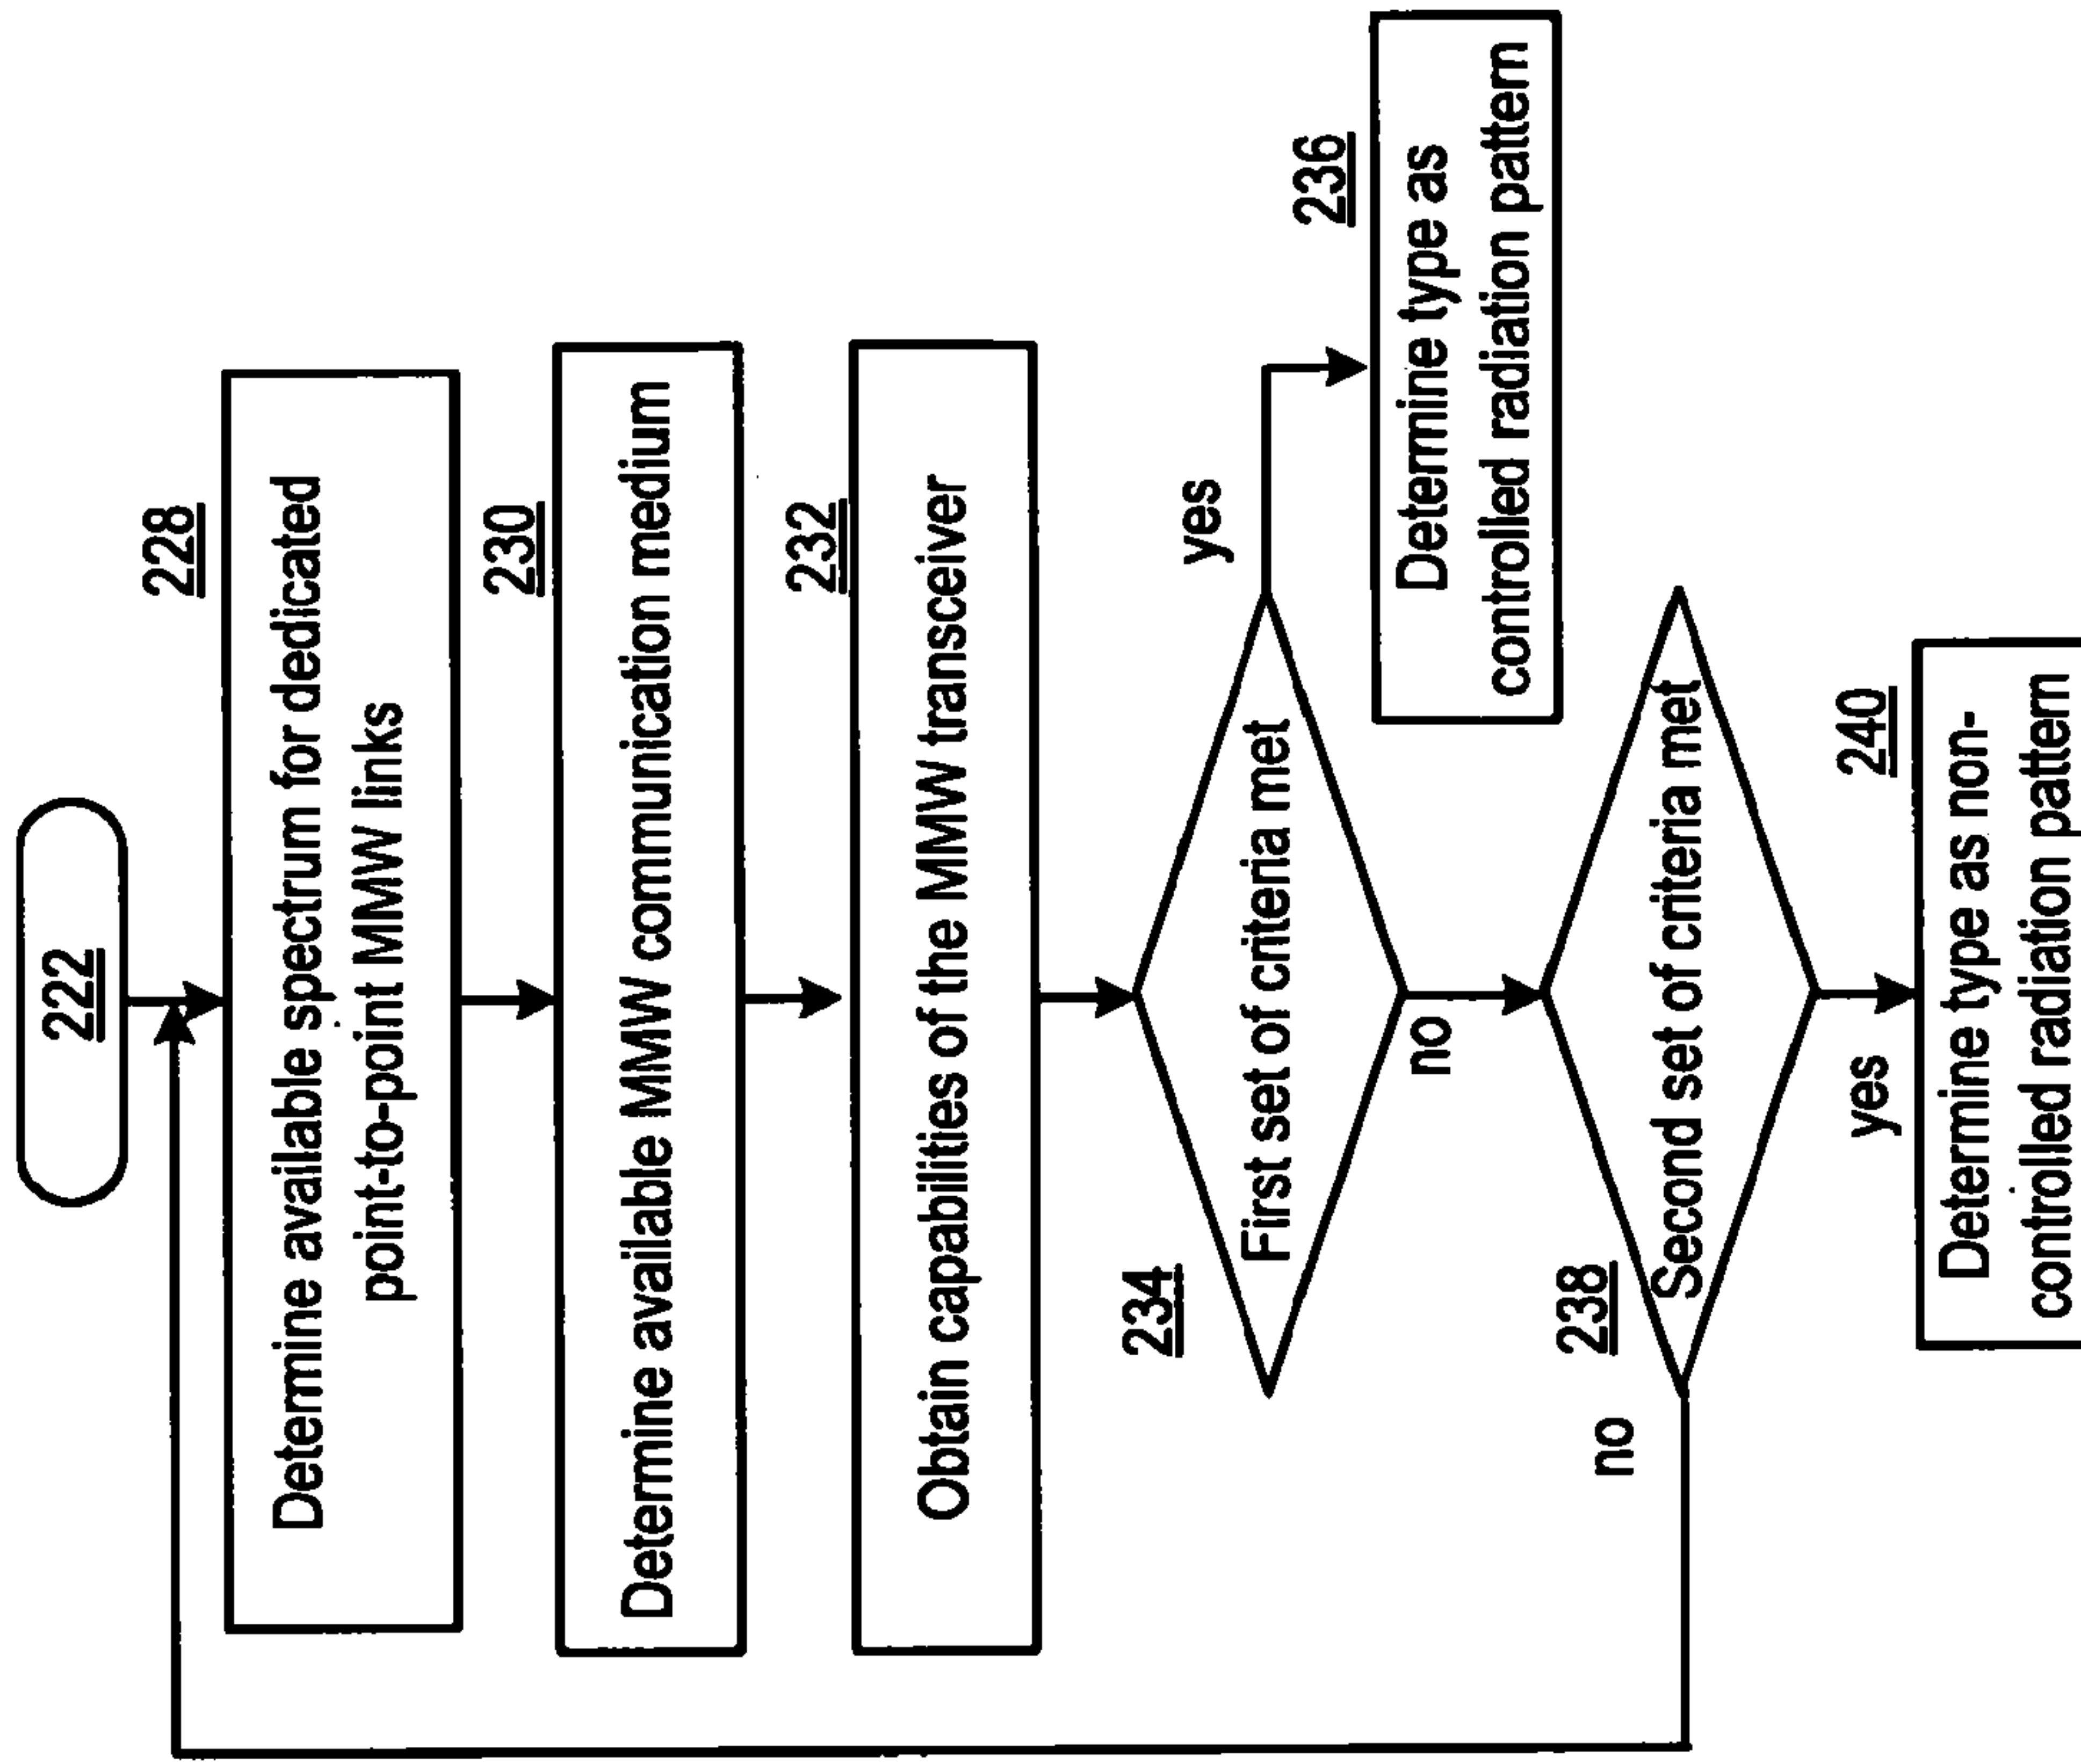 222
228
Determine available spectrum for dedicated
point-to-point MMW links
230
Determine available MMW communication medium
232
Obtain capabilities of the MMW transceiver
234
First set of criteria met
yes
236
Determine type as
controlled radiation pattern
no
238
Second set of criteria met
no
yes
240
Determine type as non-
controlled radiation pattern